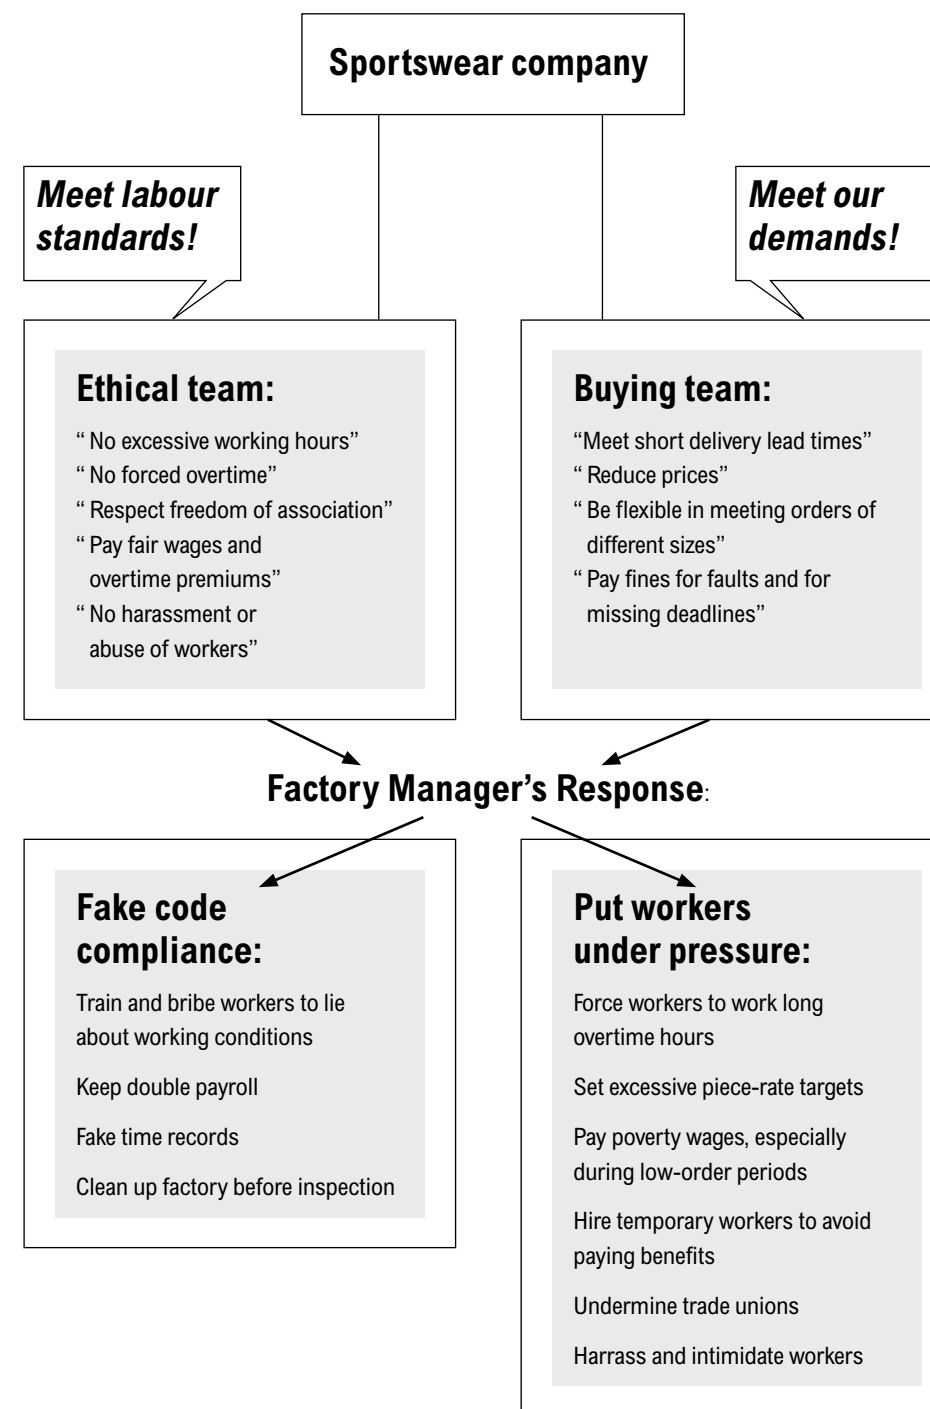 Sportswear company
Meet labour
standards!
Meet our
demands!
Ethical team:
“ No excessive working hours”
“ No forced overtime”
“ Respect freedom of association”
“ Pay fair wages and
overtime premiums”
“ No harassment or
abuse of workers”
Buying team:
“Meet short delivery lead times”
“ Reduce prices”
“ Be flexible in meeting orders of
different sizes”
“ Pay fines for faults and for
missing deadlines”
Factory Manager’s Response:
Fake code
compliance:
Train and bribe workers to lie
about working conditions
Keep double payroll
Fake time records
Clean up factory before inspection
Put workers
under pressure:
Force workers to work long
overtime hours
Set excessive piece-rate targets
Pay poverty wages, especially
during low-order periods
Hire temporary workers to avoid
paying benefits
Undermine trade unions
Harrass and intimidate workers